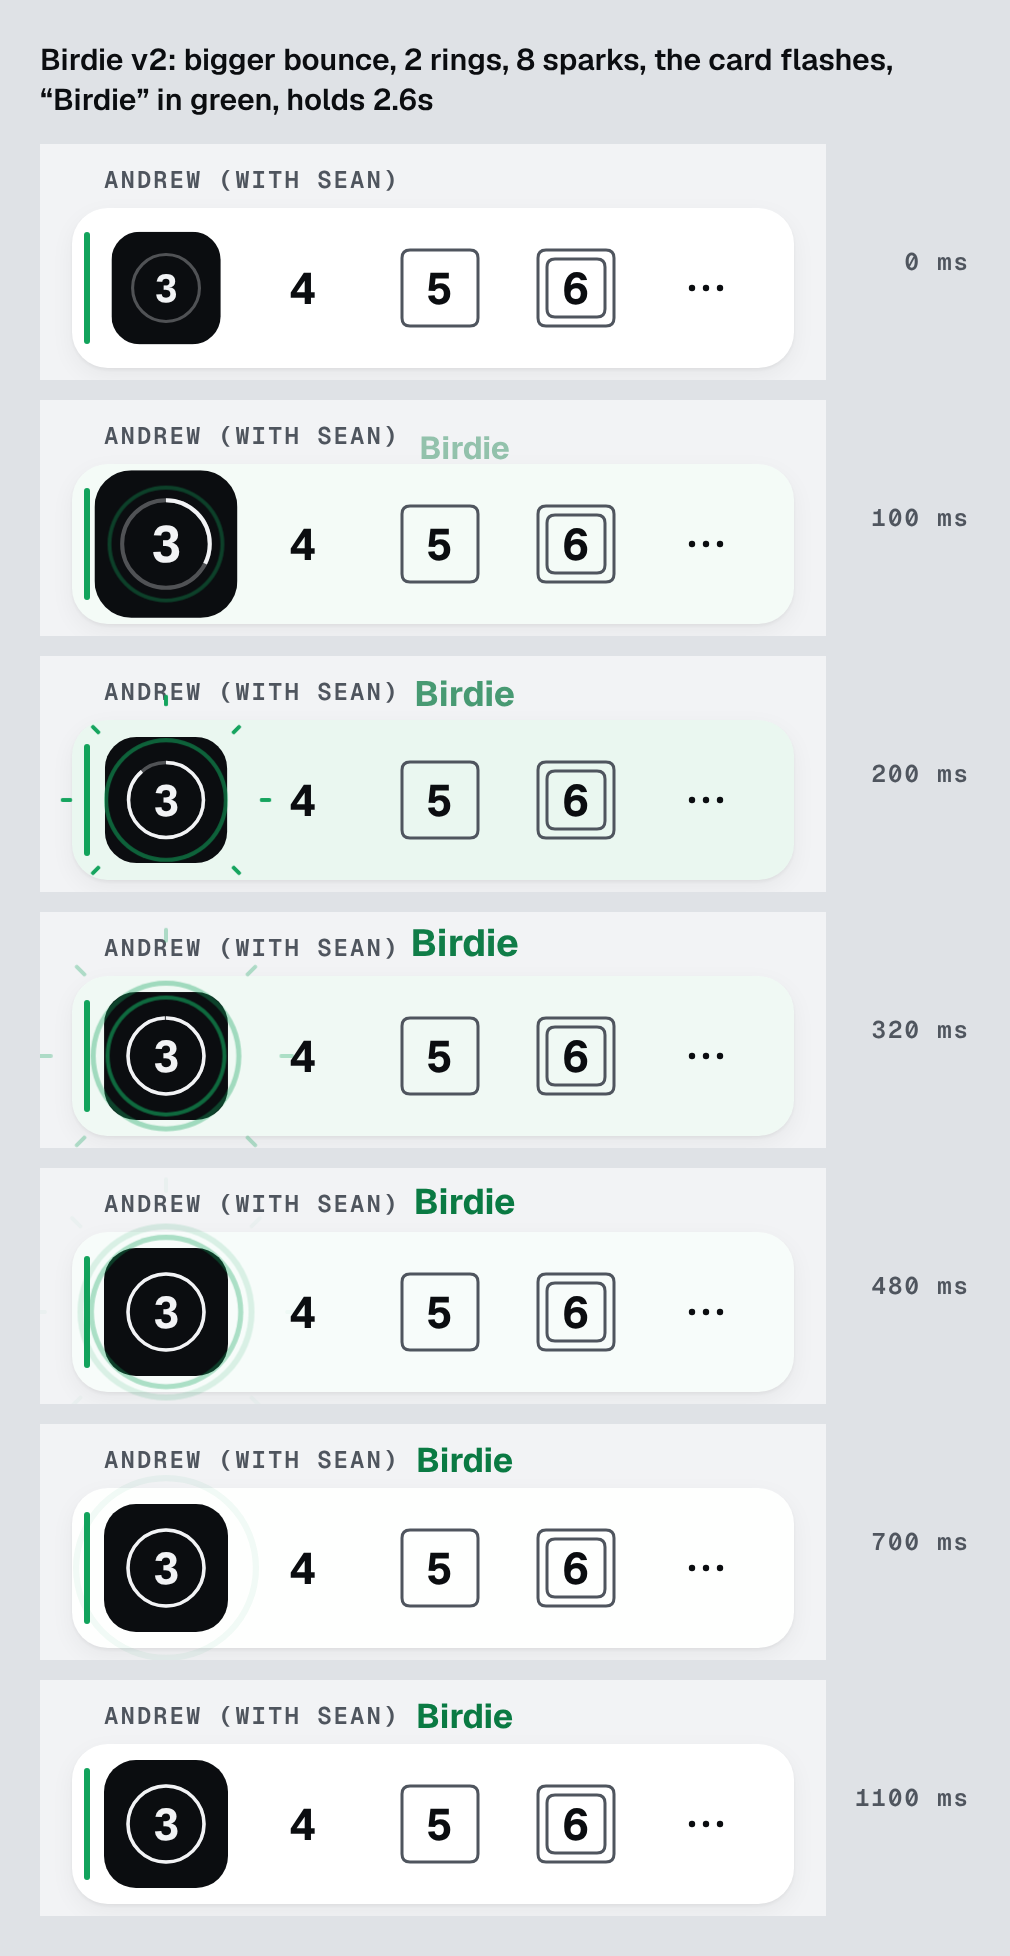 Birdie v2: bigger bounce, 2 rings, 8 sparks, the card flashes,
“Birdie” in green, holds 2.6s
ANDREW (WITH SEAN)
3 4 5 6 ...
0 ms
ANDREW (WITH SEAN) Birdie
3 4 5 6 ...
100 ms
ANDREW (WITH SEAN) Birdie
3 4 5 6 ...
200 ms
ANDREW (WITH SEAN) Birdie
3 4 5 6 ...
320 ms
ANDREW (WITH SEAN) Birdie
3 4 5 6 ...
480 ms
ANDREW (WITH SEAN) Birdie
3 4 5 6 ...
700 ms
ANDREW (WITH SEAN) Birdie
3 4 5 6 ...
1100 ms